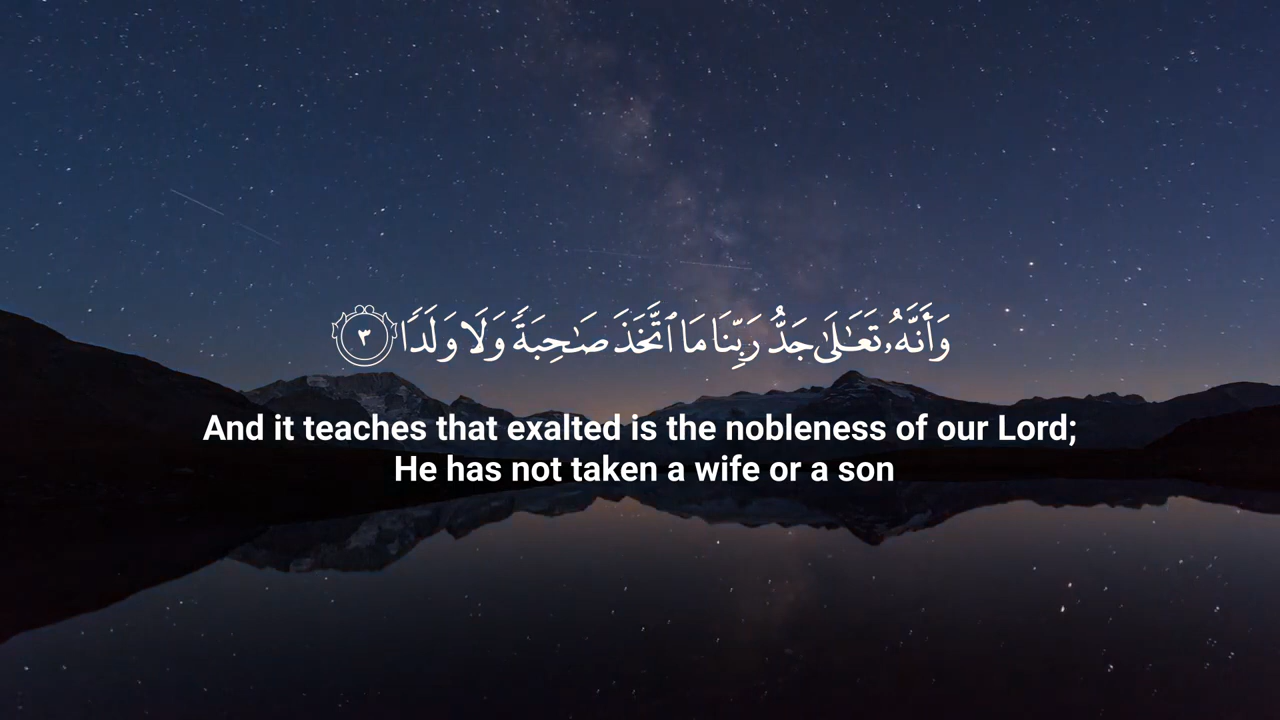 وَأَنَّهُۥ تَعَـٰلَىٰ جَدُّ رَبِّنَا مَا ٱتَّخَذَ صَـٰحِبَةً وَلَا وَلَدًا ٣
And it teaches that exalted is the nobleness of our Lord;
He has not taken a wife or a son